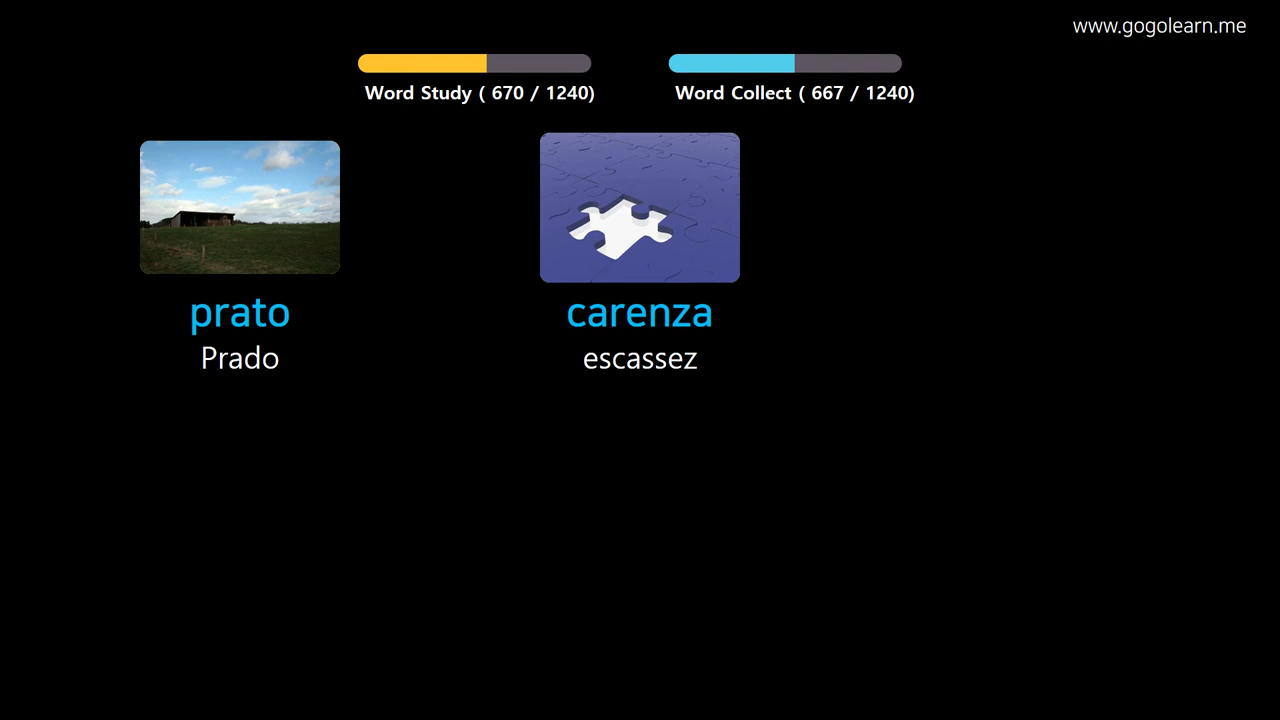 www.gogolearn.me
Word Study ( 670 / 1240)
Word Collect ( 667 / 1240)
prato
Prado
carenza
escassez